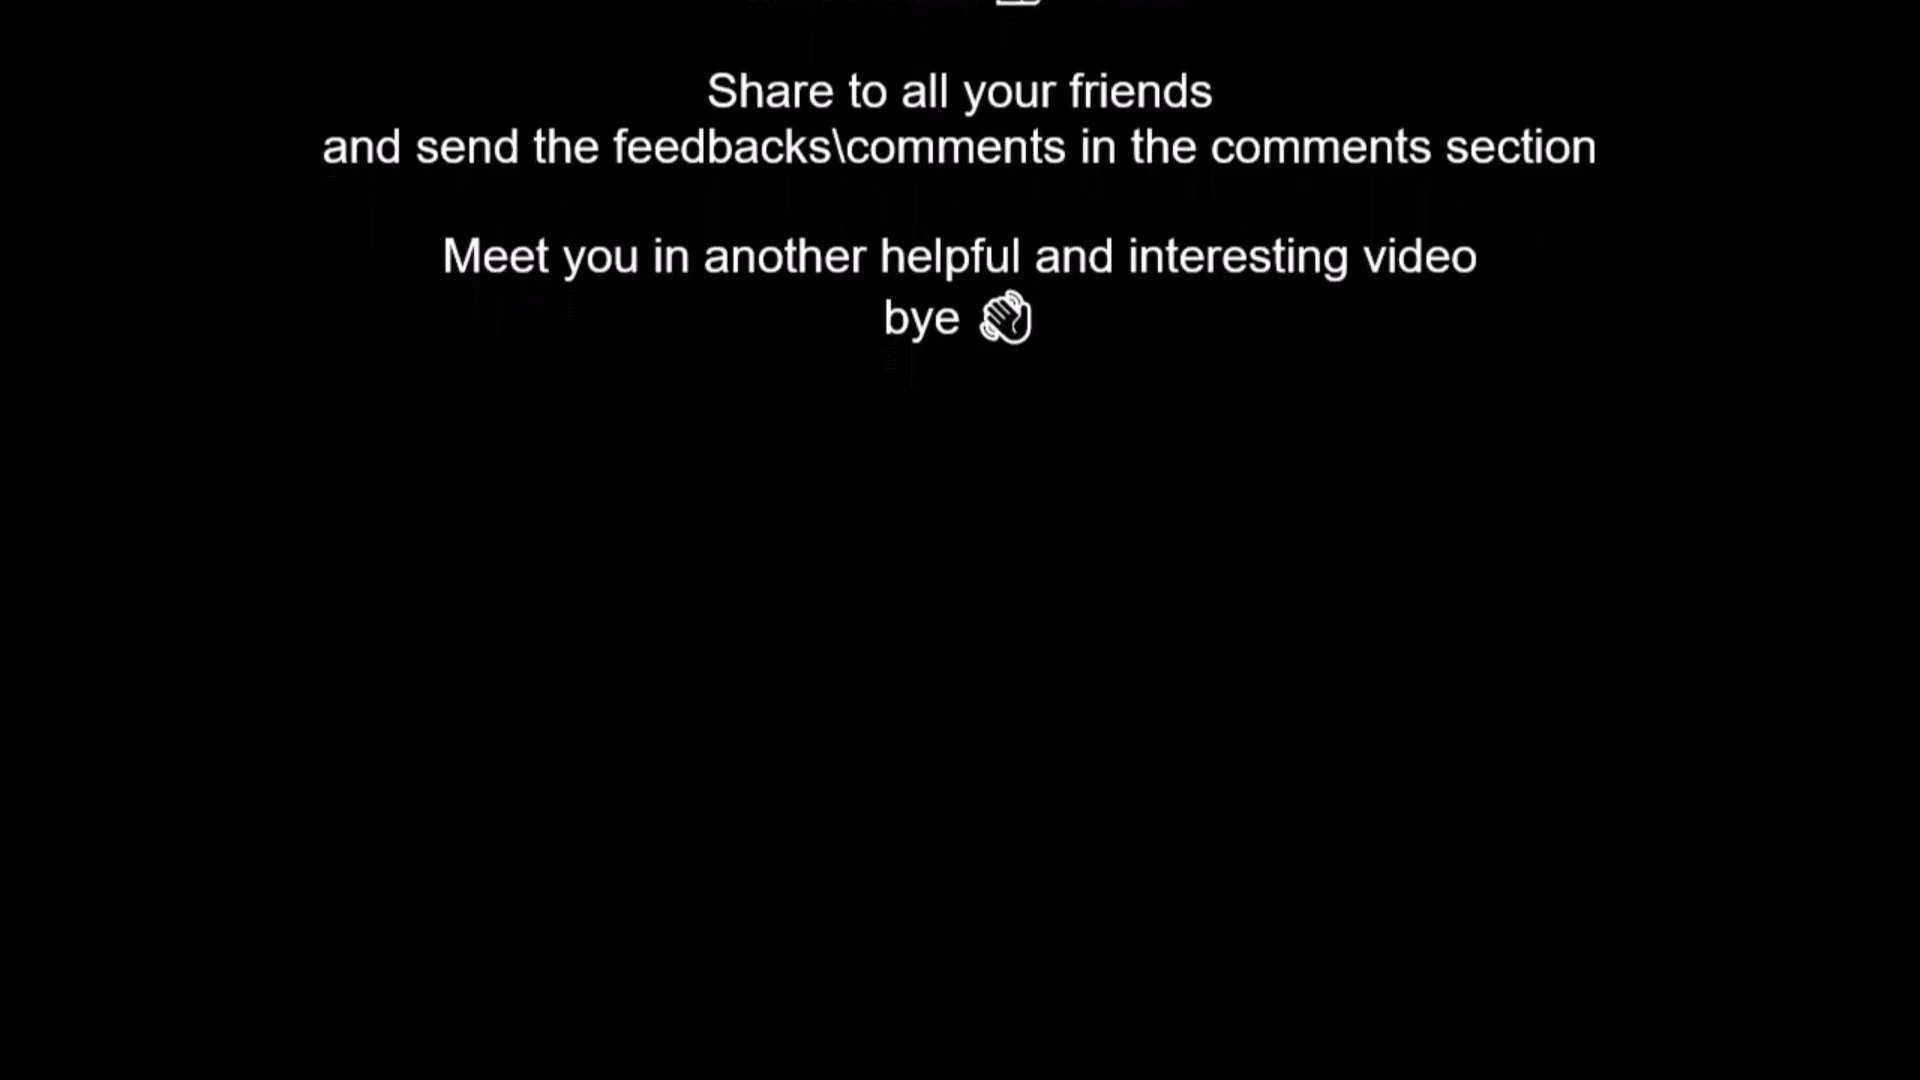 Share to all your friends
and send the feedbacks\comments in the comments section
Meet you in another helpful and interesting video
bye 👋